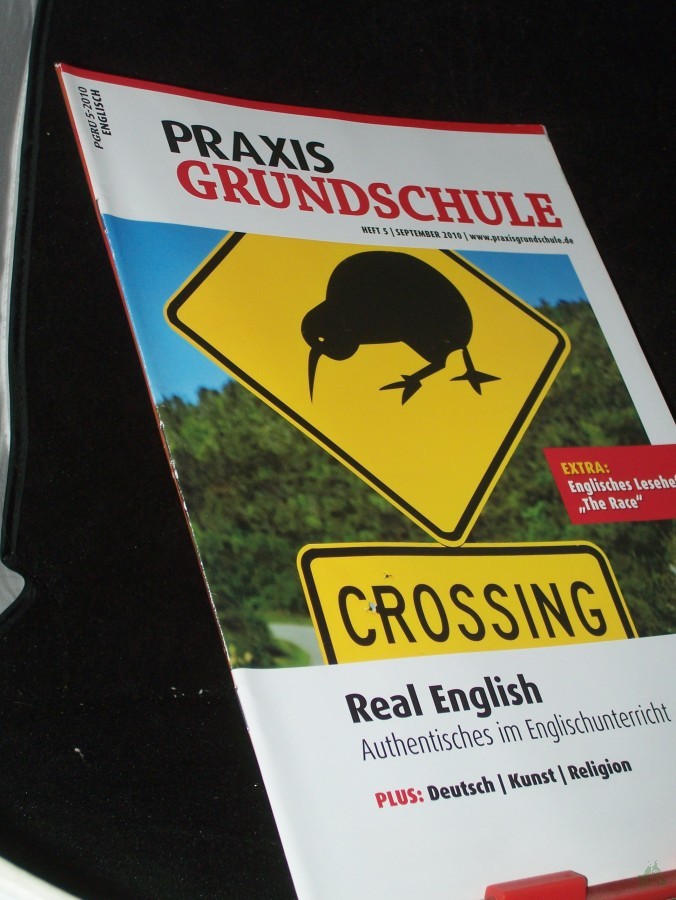 PGRU 5-2010
ENGLISCH
PRAXIS
GRUNDSCHULE
HEFT 5 | SEPTEMBER 2010 | www.praxisgrundschule.de
EXTRA:
Englisches
„The Race“
CROSSING
Real English
Authentisches im Englischunterricht
PLUS: Deutsch | Kunst | Religion